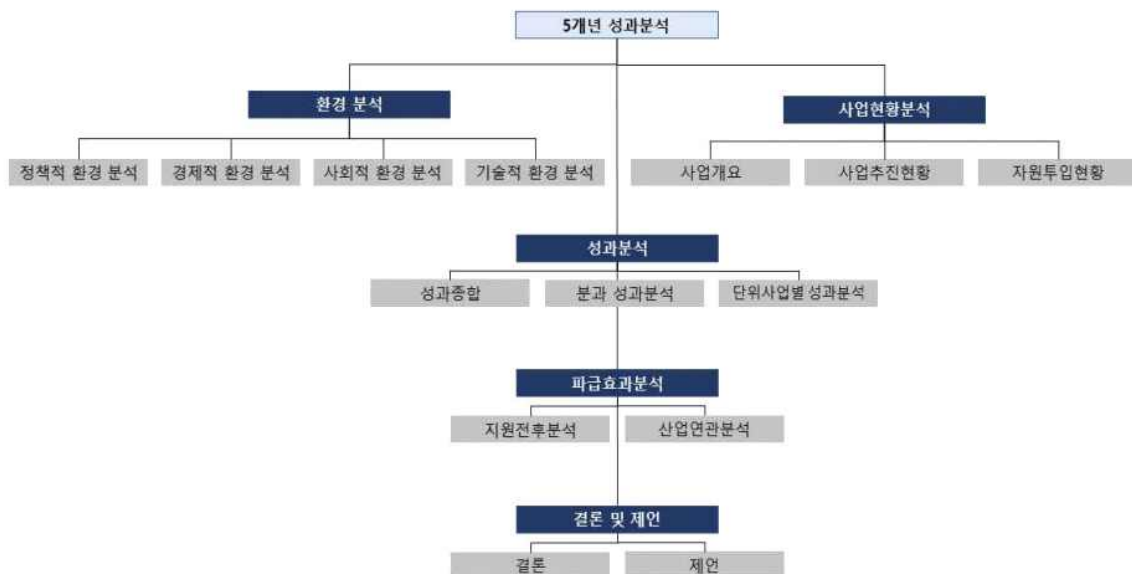 5개년 성과분석
환경 분석
사업현황분석
정책적 환경 분석
경제적 환경 분석
사회적 환경 분석
기술적 환경 분석
사업개요
사업추진현황
자원투입현황
성과분석
성과종합
분과 성과분석
단위사업별 성과분석
파급효과분석
지원전후분석
산업연관분석
결론 및 제언
결론
제언